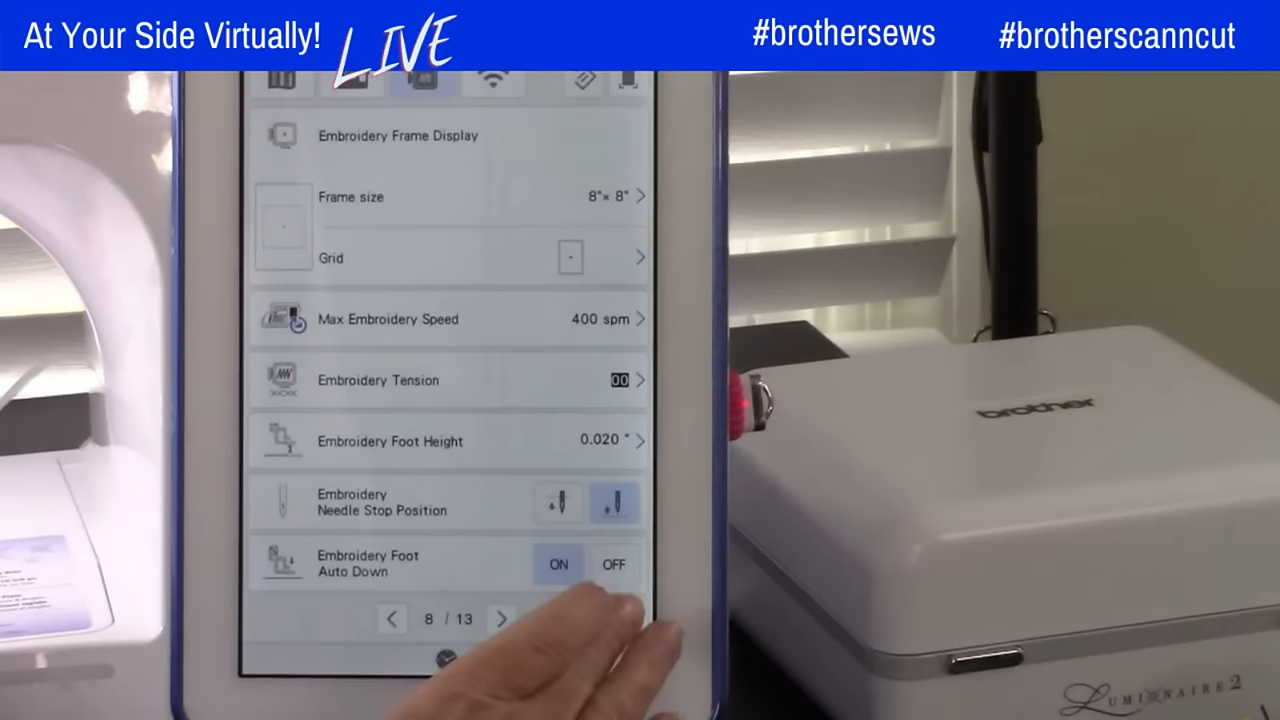 At Your Side Virtually! LIVE #brothersews #brotherscanncut
Embroidery Frame Display
Frame size 8"× 8"
Grid
Max Embroidery Speed 400 spm
Embroidery Tension 00
Embroidery Foot Height 0.020 "
Embroidery
Needle Stop Position
Embroidery Foot
Auto Down
ON OFF
8 / 13
brother
LUMINAIRE 2